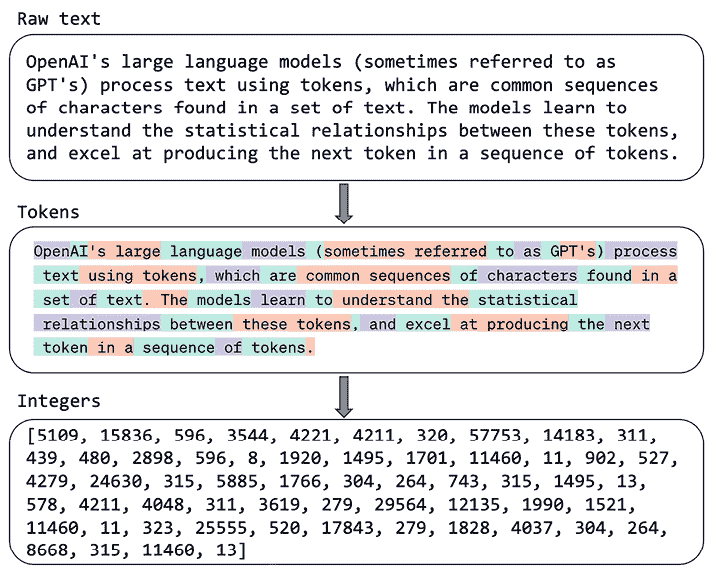 Raw text
OpenAI's large language models (sometimes referred to as
GPT's) process text using tokens, which are common sequences
of characters found in a set of text. The models learn to
understand the statistical relationships between these tokens,
and excel at producing the next token in a sequence of tokens.
Tokens
OpenAI's large language models (sometimes referred to as GPT's) process
text using tokens, which are common sequences of characters found in a
set of text. The models learn to understand the statistical
relationships between these tokens, and excel at producing the next
token in a sequence of tokens.
Integers
[5109, 15836, 596, 3544, 4221, 4211, 320, 57753, 14183, 311,
439, 480, 2898, 596, 8, 1920, 1495, 1701, 11460, 11, 902, 527,
4279, 24630, 315, 5885, 1766, 304, 264, 743, 315, 1495, 13,
578, 4211, 4048, 311, 3619, 279, 29564, 12135, 1990, 1521,
11460, 11, 323, 25555, 520, 17843, 279, 1828, 4037, 304, 264,
8668, 315, 11460, 13]